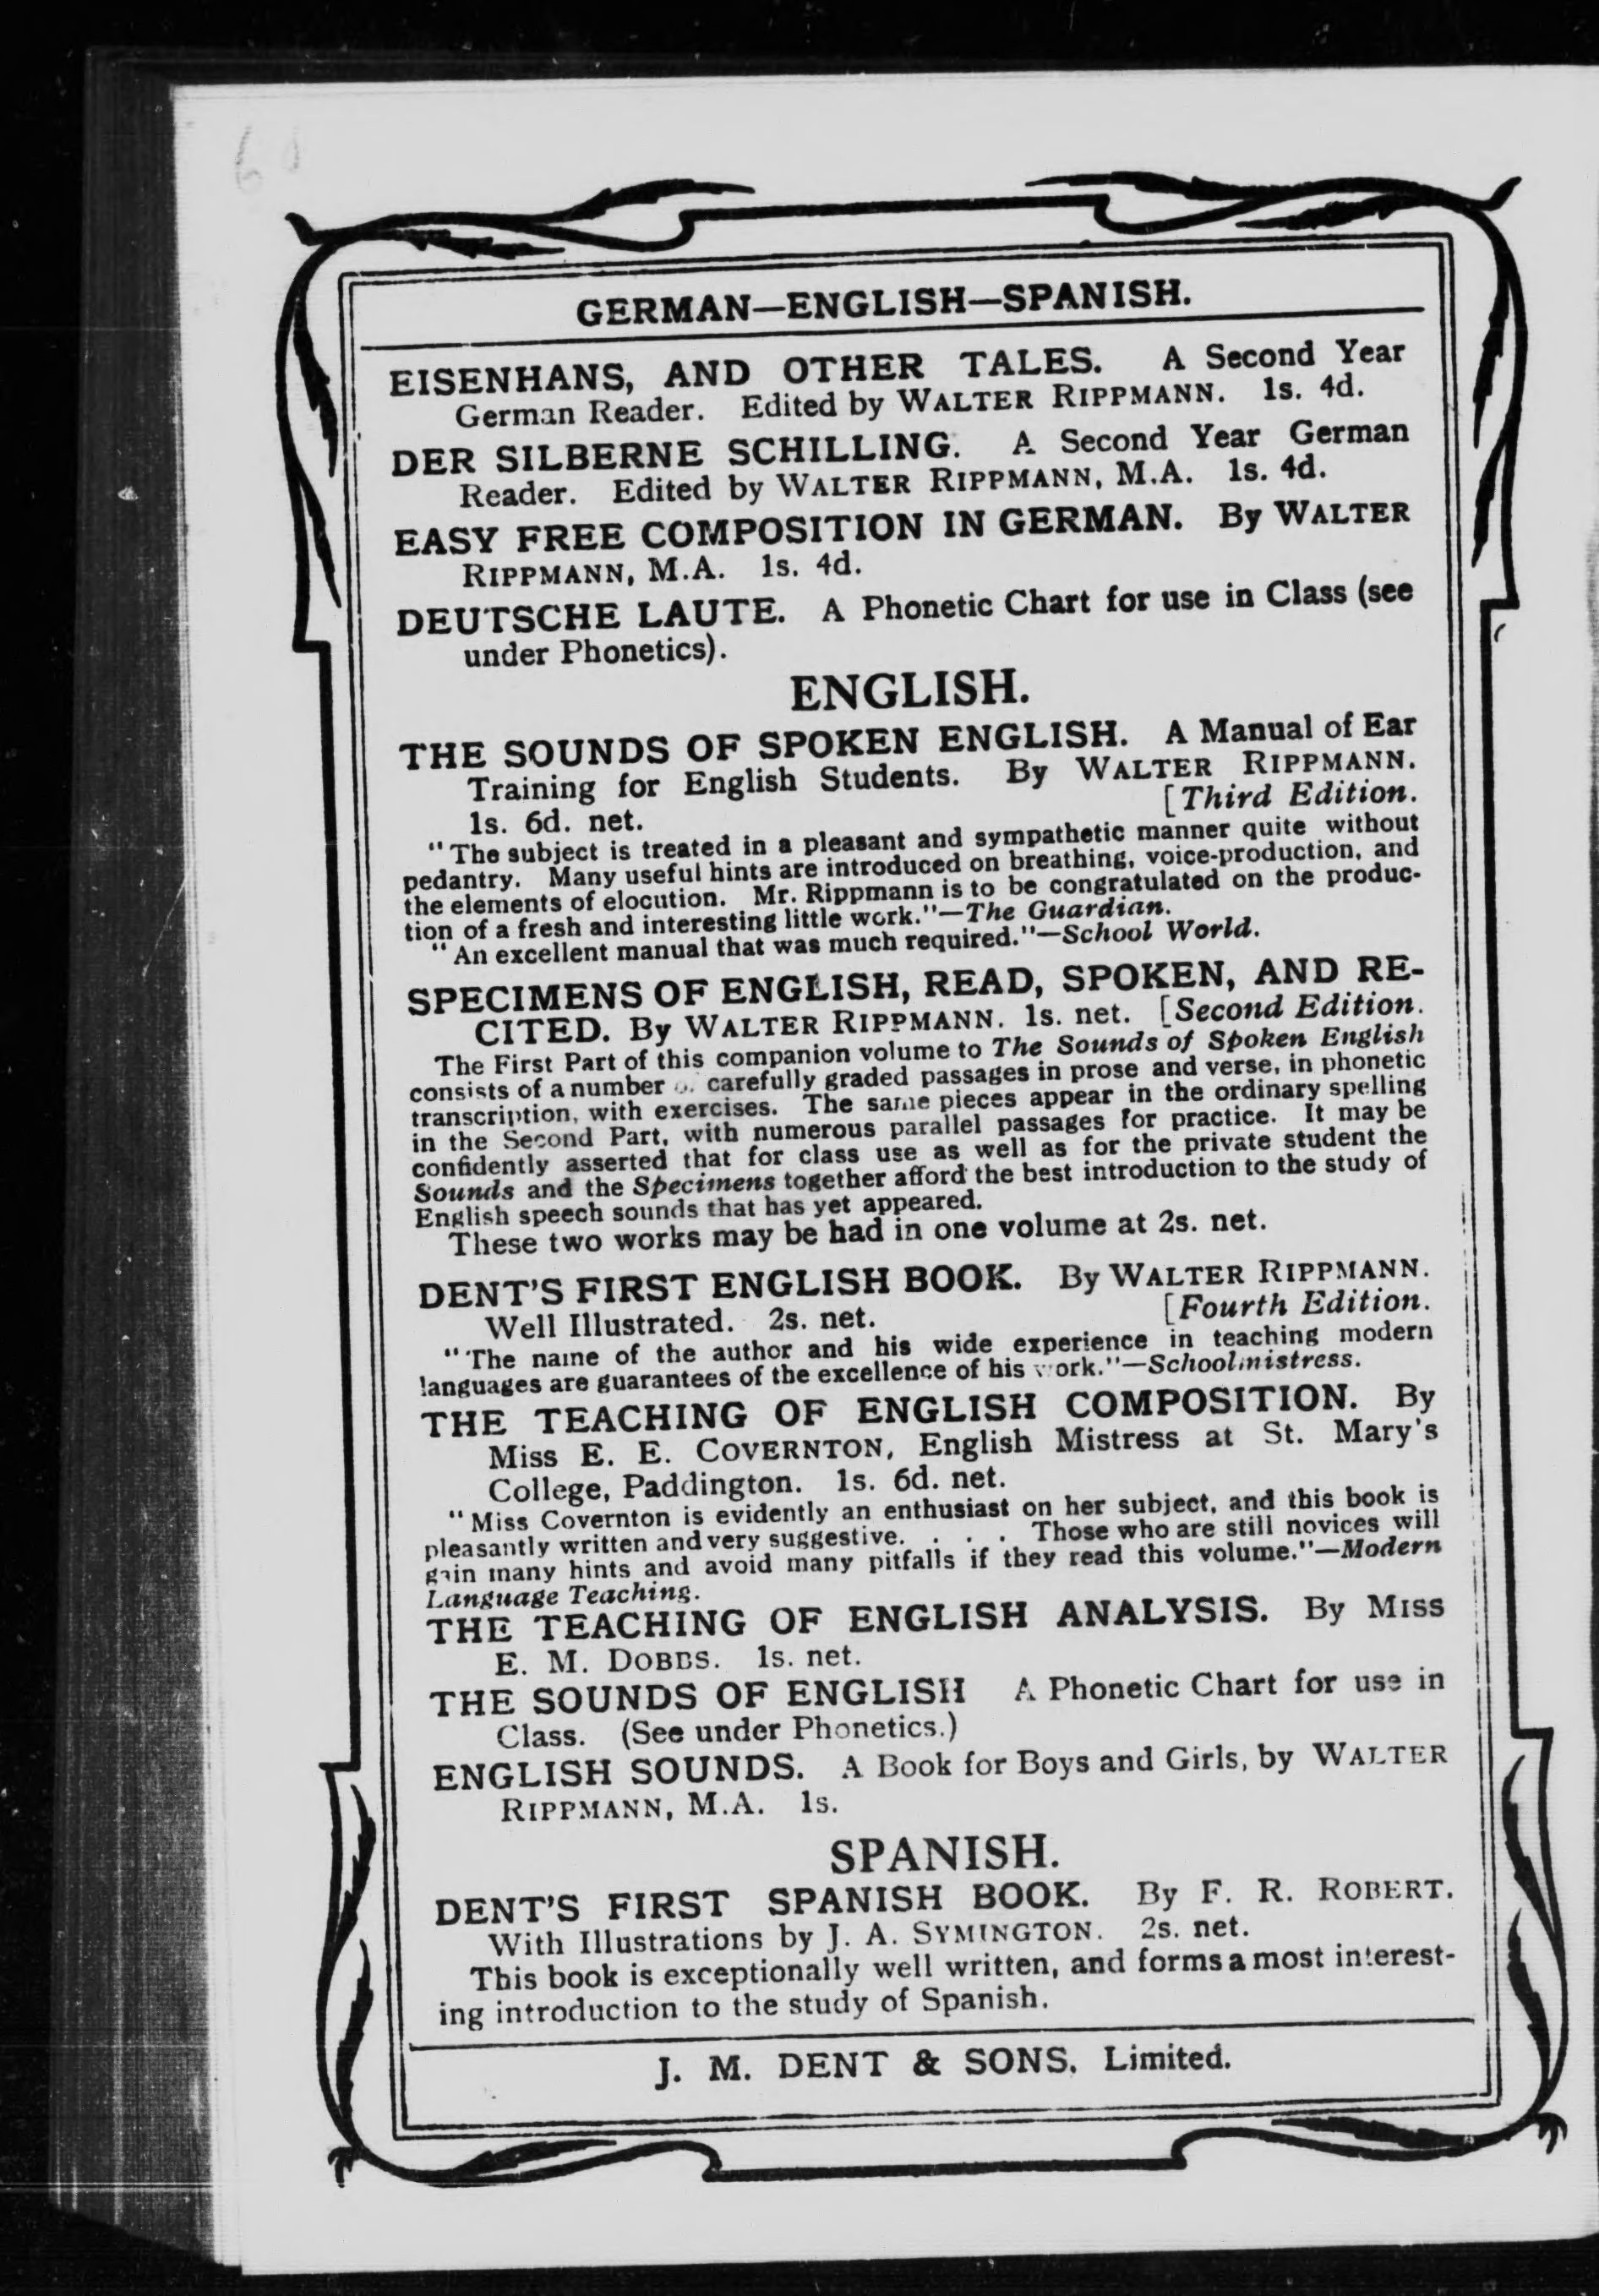 GERMAN—ENGLISH—SPANISH.
EISENHANS, AND OTHER TALES. A Second Year
German Reader. Edited by WALTER RIPPMANN. 1s. 4d.
DER SILBERNE SCHILLING. A Second Year German
Reader. Edited by WALTER RIPPMANN, M.A. 1s. 4d.
EASY FREE COMPOSITION IN GERMAN. By WALTER
RIPPMANN, M.A. 1s. 4d.
DEUTSCHE LAUTE. A Phonetic Chart for use in Class (see
under Phonetics).
ENGLISH.
THE SOUNDS OF SPOKEN ENGLISH. A Manual of Ear
Training for English Students. By WALTER RIPPMANN.
1s. 6d. net. [Third Edition.
"The subject is treated in a pleasant and sympathetic manner quite without
pedantry. Many useful hints are introduced on breathing, voice-production, and
the elements of elocution. Mr. Rippmann is to be congratulated on the produc-
tion of a fresh and interesting little work."—The Guardian.
"An excellent manual that was much required."—School World.
SPECIMENS OF ENGLISH, READ, SPOKEN, AND RE-
CITED. By WALTER RIPPMANN. 1s. net. [Second Edition.
The First Part of this companion volume to The Sounds of Spoken English
consists of a number carefully graded passages in prose and verse, in phonetic
transcription, with exercises. The same pieces appear in the ordinary spelling
in the Second Part, with numerous parallel passages for practice. It may be
confidently asserted that for class use as well as for the private student the
Sounds and the Specimens together afford the best introduction to the study of
English speech sounds that has yet appeared.
These two works may be had in one volume at 2s. net.
DENT'S FIRST ENGLISH BOOK. By WALTER RIPPMANN.
Well Illustrated. 2s. net. [Fourth Edition.
"The name of the author and his wide experience in teaching modern
languages are guarantees of the excellence of his work."—Schoolmistress.
THE TEACHING OF ENGLISH COMPOSITION. By
Miss E. E. COVERNTON, English Mistress at St. Mary's
College, Paddington. 1s. 6d. net.
"Miss Covernton is evidently an enthusiast on her subject, and this book is
pleasantly written and very suggestive. . . . Those who are still novices will
gain many hints and avoid many pitfalls if they read this volume."—Modern
Language Teaching.
THE TEACHING OF ENGLISH ANALYSIS. By MISS
E. M. DOBBS. 1s. net.
THE SOUNDS OF ENGLISH A Phonetic Chart for use in
Class. (See under Phonetics.)
ENGLISH SOUNDS. A Book for Boys and Girls, by WALTER
RIPPMANN, M.A. 1s.
SPANISH.
DENT'S FIRST SPANISH BOOK. By F. R. ROBERT.
With Illustrations by J. A. SYMINGTON. 2s. net.
This book is exceptionally well written, and forms a most interest-
ing introduction to the study of Spanish.
J. M. DENT & SONS, Limited.